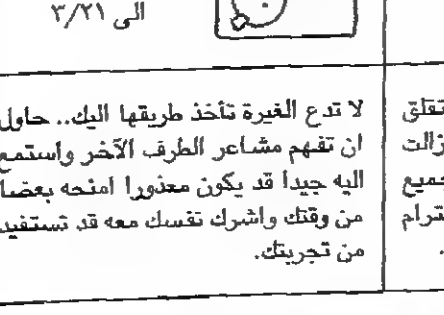 الى ٣/٢١
لا تدع الغيرة تأخذ طريقها اليك.. حاول
ان تفهم مشاعر الطرف الآخر واستمع
اليه جيدا قد يكون معذورا امنحه بعضا
من وقتك واشرك نفسك معه قد تستفيد
من تجربتك.
تقلق
زالت
جميع
ترام
.